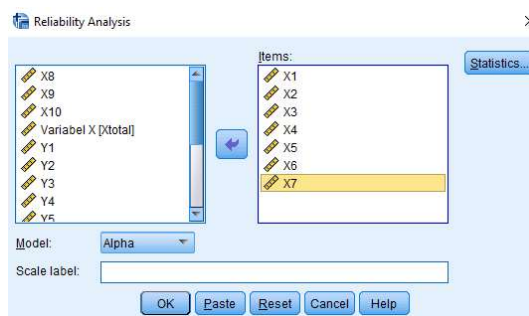 Reliability Analysis
Items:
X8
X9
X10
Variabel X [Xtotal]
Y1
Y2
Y3
Y4
Y5
X1
X2
X3
X4
X5
X6
X7
Statistics...
Model: Alpha
Scale label:
OK Paste Reset Cancel Help